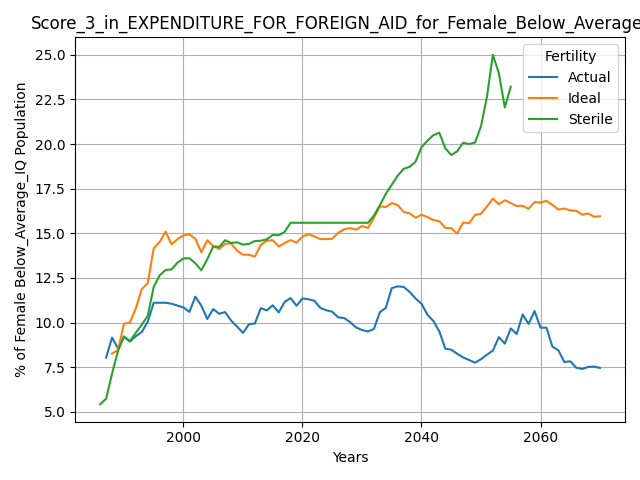 Score_3_in_EXPENDITURE_FOR_FOREIGN_AID_for_Female_Below_Average
Fertility
Actual
Ideal
Sterile
% of Female Below_Average_IQ Population
25.0
22.5
20.0
17.5
15.0
12.5
10.0
7.5
5.0
2000
2020
2040
2060
Years